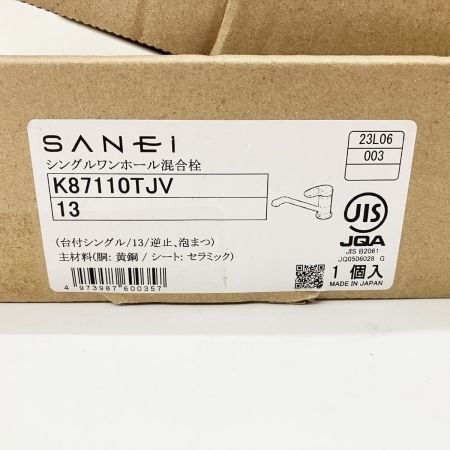 SANEI
シングルワンホール混合栓
K87110TJV
13
(台付シングル/13/逆止、泡まつ)
主材料(胴: 黄銅 / シート: セラミック)
4 973987 600357
23L06
003
JIS
JQA
JIS B2061
JQ0506028 G
1 個入
MADE IN JAPAN